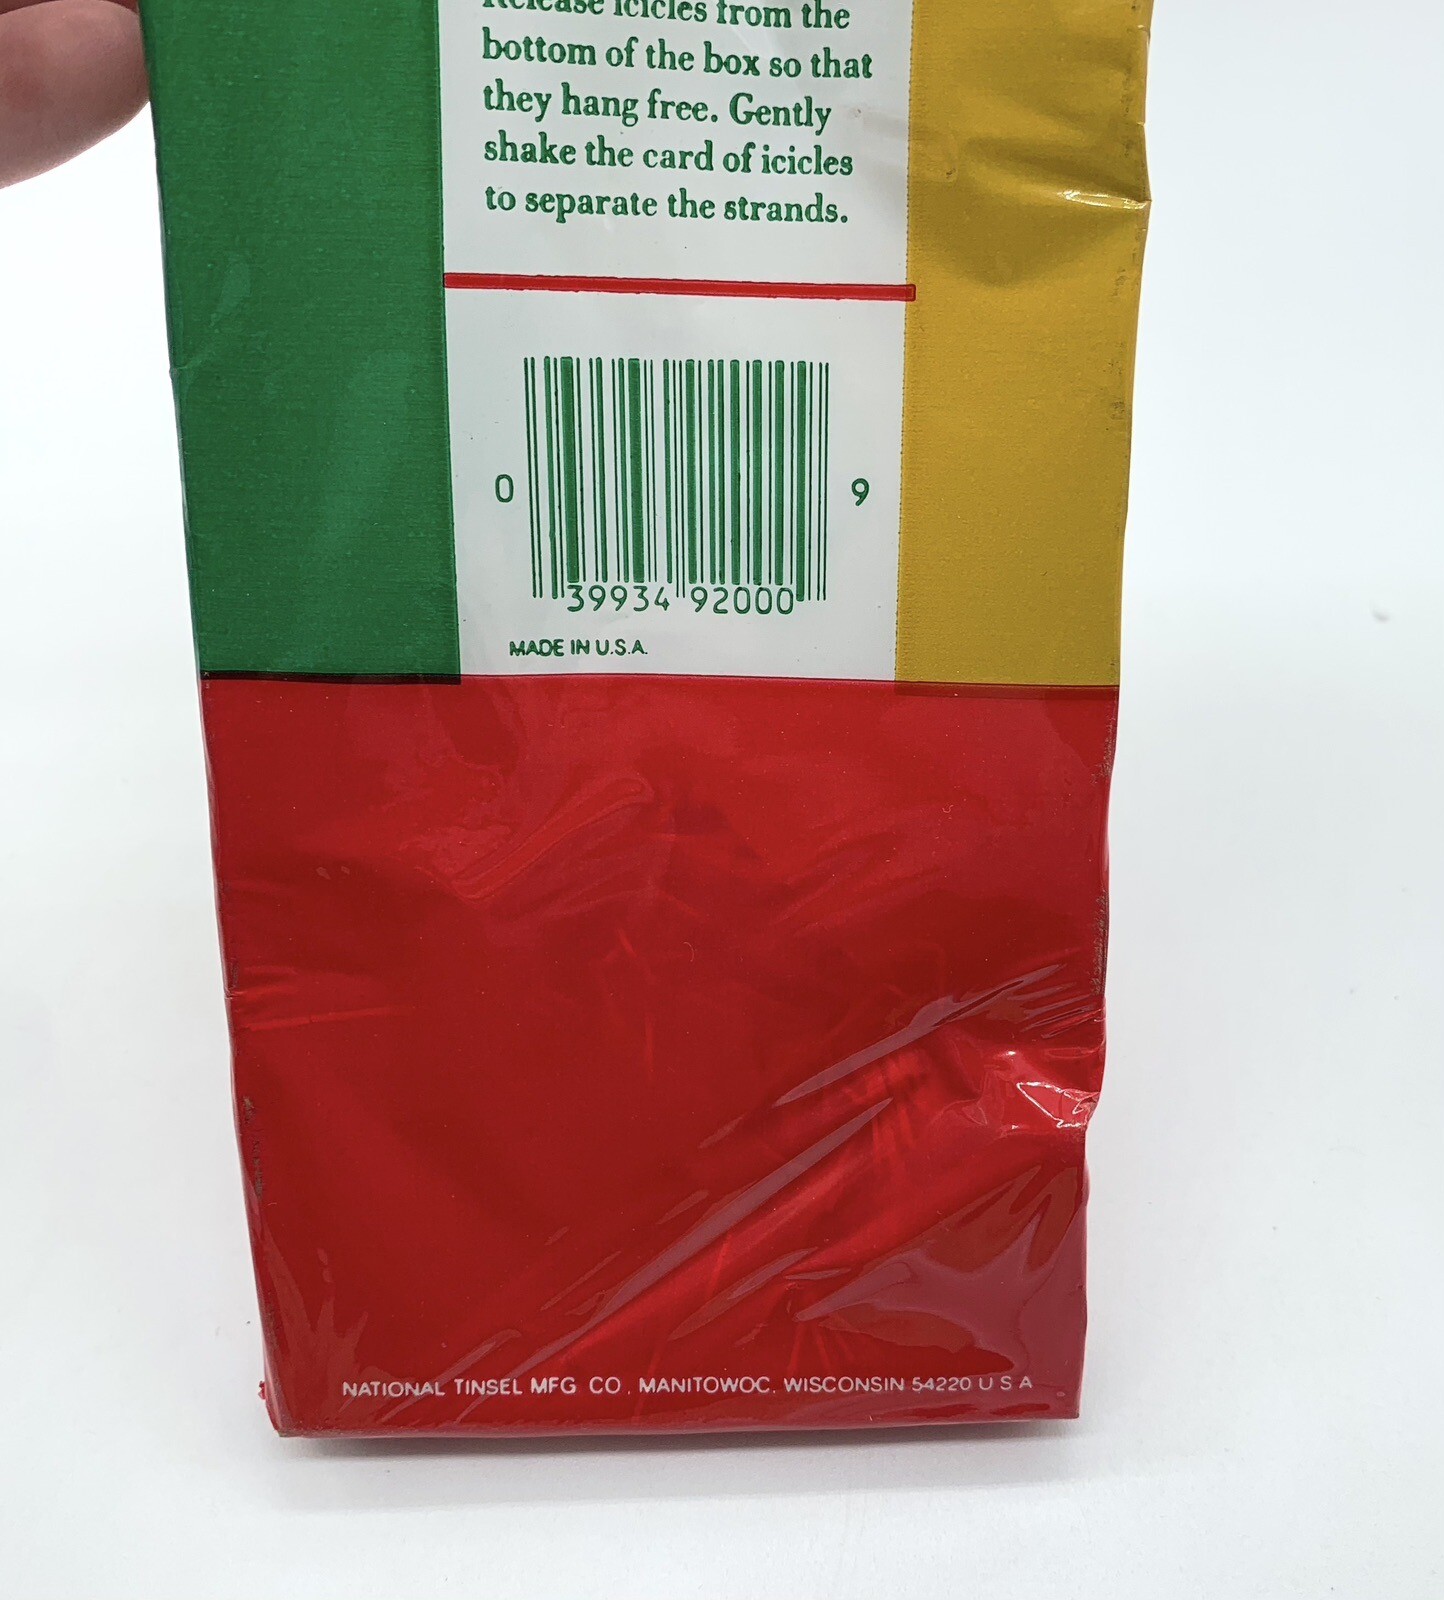 Release icicles from the
bottom of the box so that
they hang free. Gently
shake the card of icicles
to separate the strands.
0 39934 92000 9
MADE IN U.S.A.
NATIONAL TINSEL MFG CO. MANITOWOC, WISCONSIN 54220 U S A